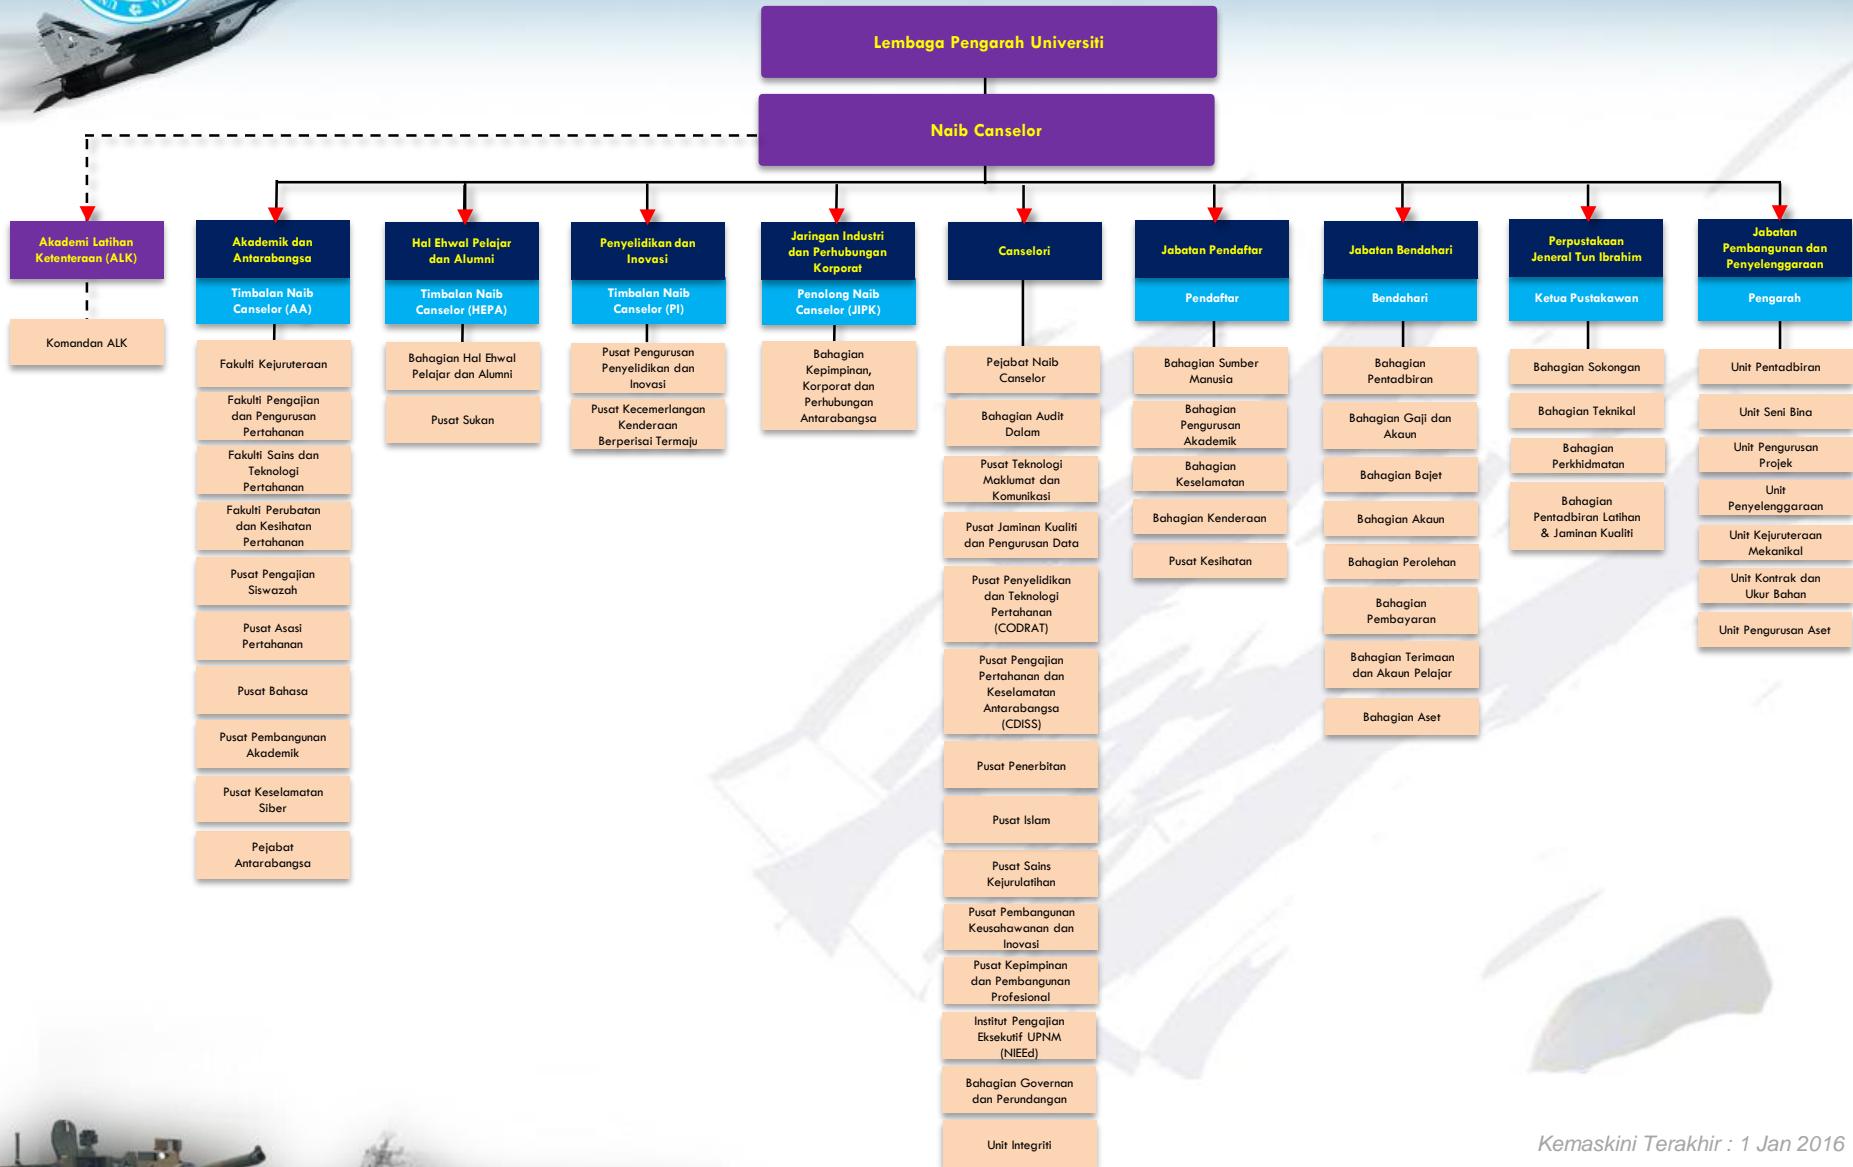 Lembaga Pengarah Universiti
Naib Canselor
Akademi Latihan
Ketenteraan (ALK)
Komandan ALK
Akademik dan
Antarabangsa
Timbalan Naib
Canselor (AA)
Fakulti Kejuruteraan
Fakulti Pengajian
dan Pengurusan
Pertahanan
Fakulti Sains dan
Teknologi
Pertahanan
Fakulti Perubatan
dan Kesihatan
Pertahanan
Pusat Pengajian
Siswazah
Pusat Asasi
Pertahanan
Pusat Bahasa
Pusat Pembangunan
Akademik
Pusat Keselamatan
Siber
Pejabat
Antarabangsa
Hal Ehwal Pelajar
dan Alumni
Timbalan Naib
Canselor (HEPA)
Bahagian Hal Ehwal
Pelajar dan Alumni
Pusat Sukan
Penyelidikan dan
Inovasi
Timbalan Naib
Canselor (PI)
Pusat Pengurusan
Penyelidikan dan
Inovasi
Pusat Kecemerlangan
Kenderaan
Berperisai Termaju
Jaringan Industri
dan Perhubungan
Korporat
Penolong Naib
Canselor (JIPK)
Bahagian
Kepimpinan,
Korporat dan
Perhubungan
Antarabangsa
Canselori
Pejabat Naib
Canselor
Bahagian Audit
Dalam
Pusat Teknologi
Maklumat dan
Komunikasi
Pusat Jaminan Kualiti
dan Pengurusan Data
Pusat Penyelidikan
dan Teknologi
Pertahanan
(CODRAT)
Pusat Pengajian
Pertahanan dan
Keselamatan
Antarabangsa
(CDISS)
Pusat Penerbitan
Pusat Islam
Pusat Sains
Kejurulatihan
Pusat Pembangunan
Keusahawanan dan
Inovasi
Pusat Kepimpinan
dan Pembangunan
Profesional
Institut Pengajian
Eksekutif UPNM
(NIEEd)
Bahagian Governan
dan Perundangan
Unit Integriti
Jabatan Pendaftar
Pendaftar
Bahagian Sumber
Manusia
Bahagian
Pengurusan
Akademik
Bahagian
Keselamatan
Bahagian Kenderaan
Pusat Kesihatan
Jabatan Bendahari
Bendahari
Bahagian
Pentadbiran
Bahagian Gaji dan
Akaun
Bahagian Bajet
Bahagian Akaun
Bahagian Perolehan
Bahagian
Pembayaran
Bahagian Terimaan
dan Akaun Pelajar
Bahagian Aset
Perpustakaan
Jeneral Tun Ibrahim
Ketua Pustakawan
Bahagian Sokongan
Bahagian Teknikal
Bahagian
Perkhidmatan
Bahagian
Pentadbiran Latihan
& Jaminan Kualiti
Jabatan
Pembangunan dan
Penyelenggaraan
Pengarah
Unit Pentadbiran
Unit Seni Bina
Unit Pengurusan
Projek
Unit
Penyelenggaraan
Unit Kejuruteraan
Mekanikal
Unit Kontrak dan
Ukur Bahan
Unit Pengurusan Aset
Kemaskini Terakhir : 1 Jan 2016